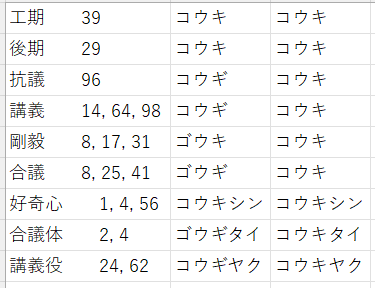 工期 39 コウキ コウキ
後期 29 コウキ コウキ
抗議 96 コウギ コウキ
講義 14, 64, 98 コウギ コウキ
剛毅 8, 17, 31 ゴウキ コウキ
合議 8, 25, 41 ゴウギ コウキ
好奇心 1, 4, 56 コウキシン コウキシン
合議体 2, 4 ゴウギタイ コウキタイ
講義役 24, 62 コウギヤク コウキヤク